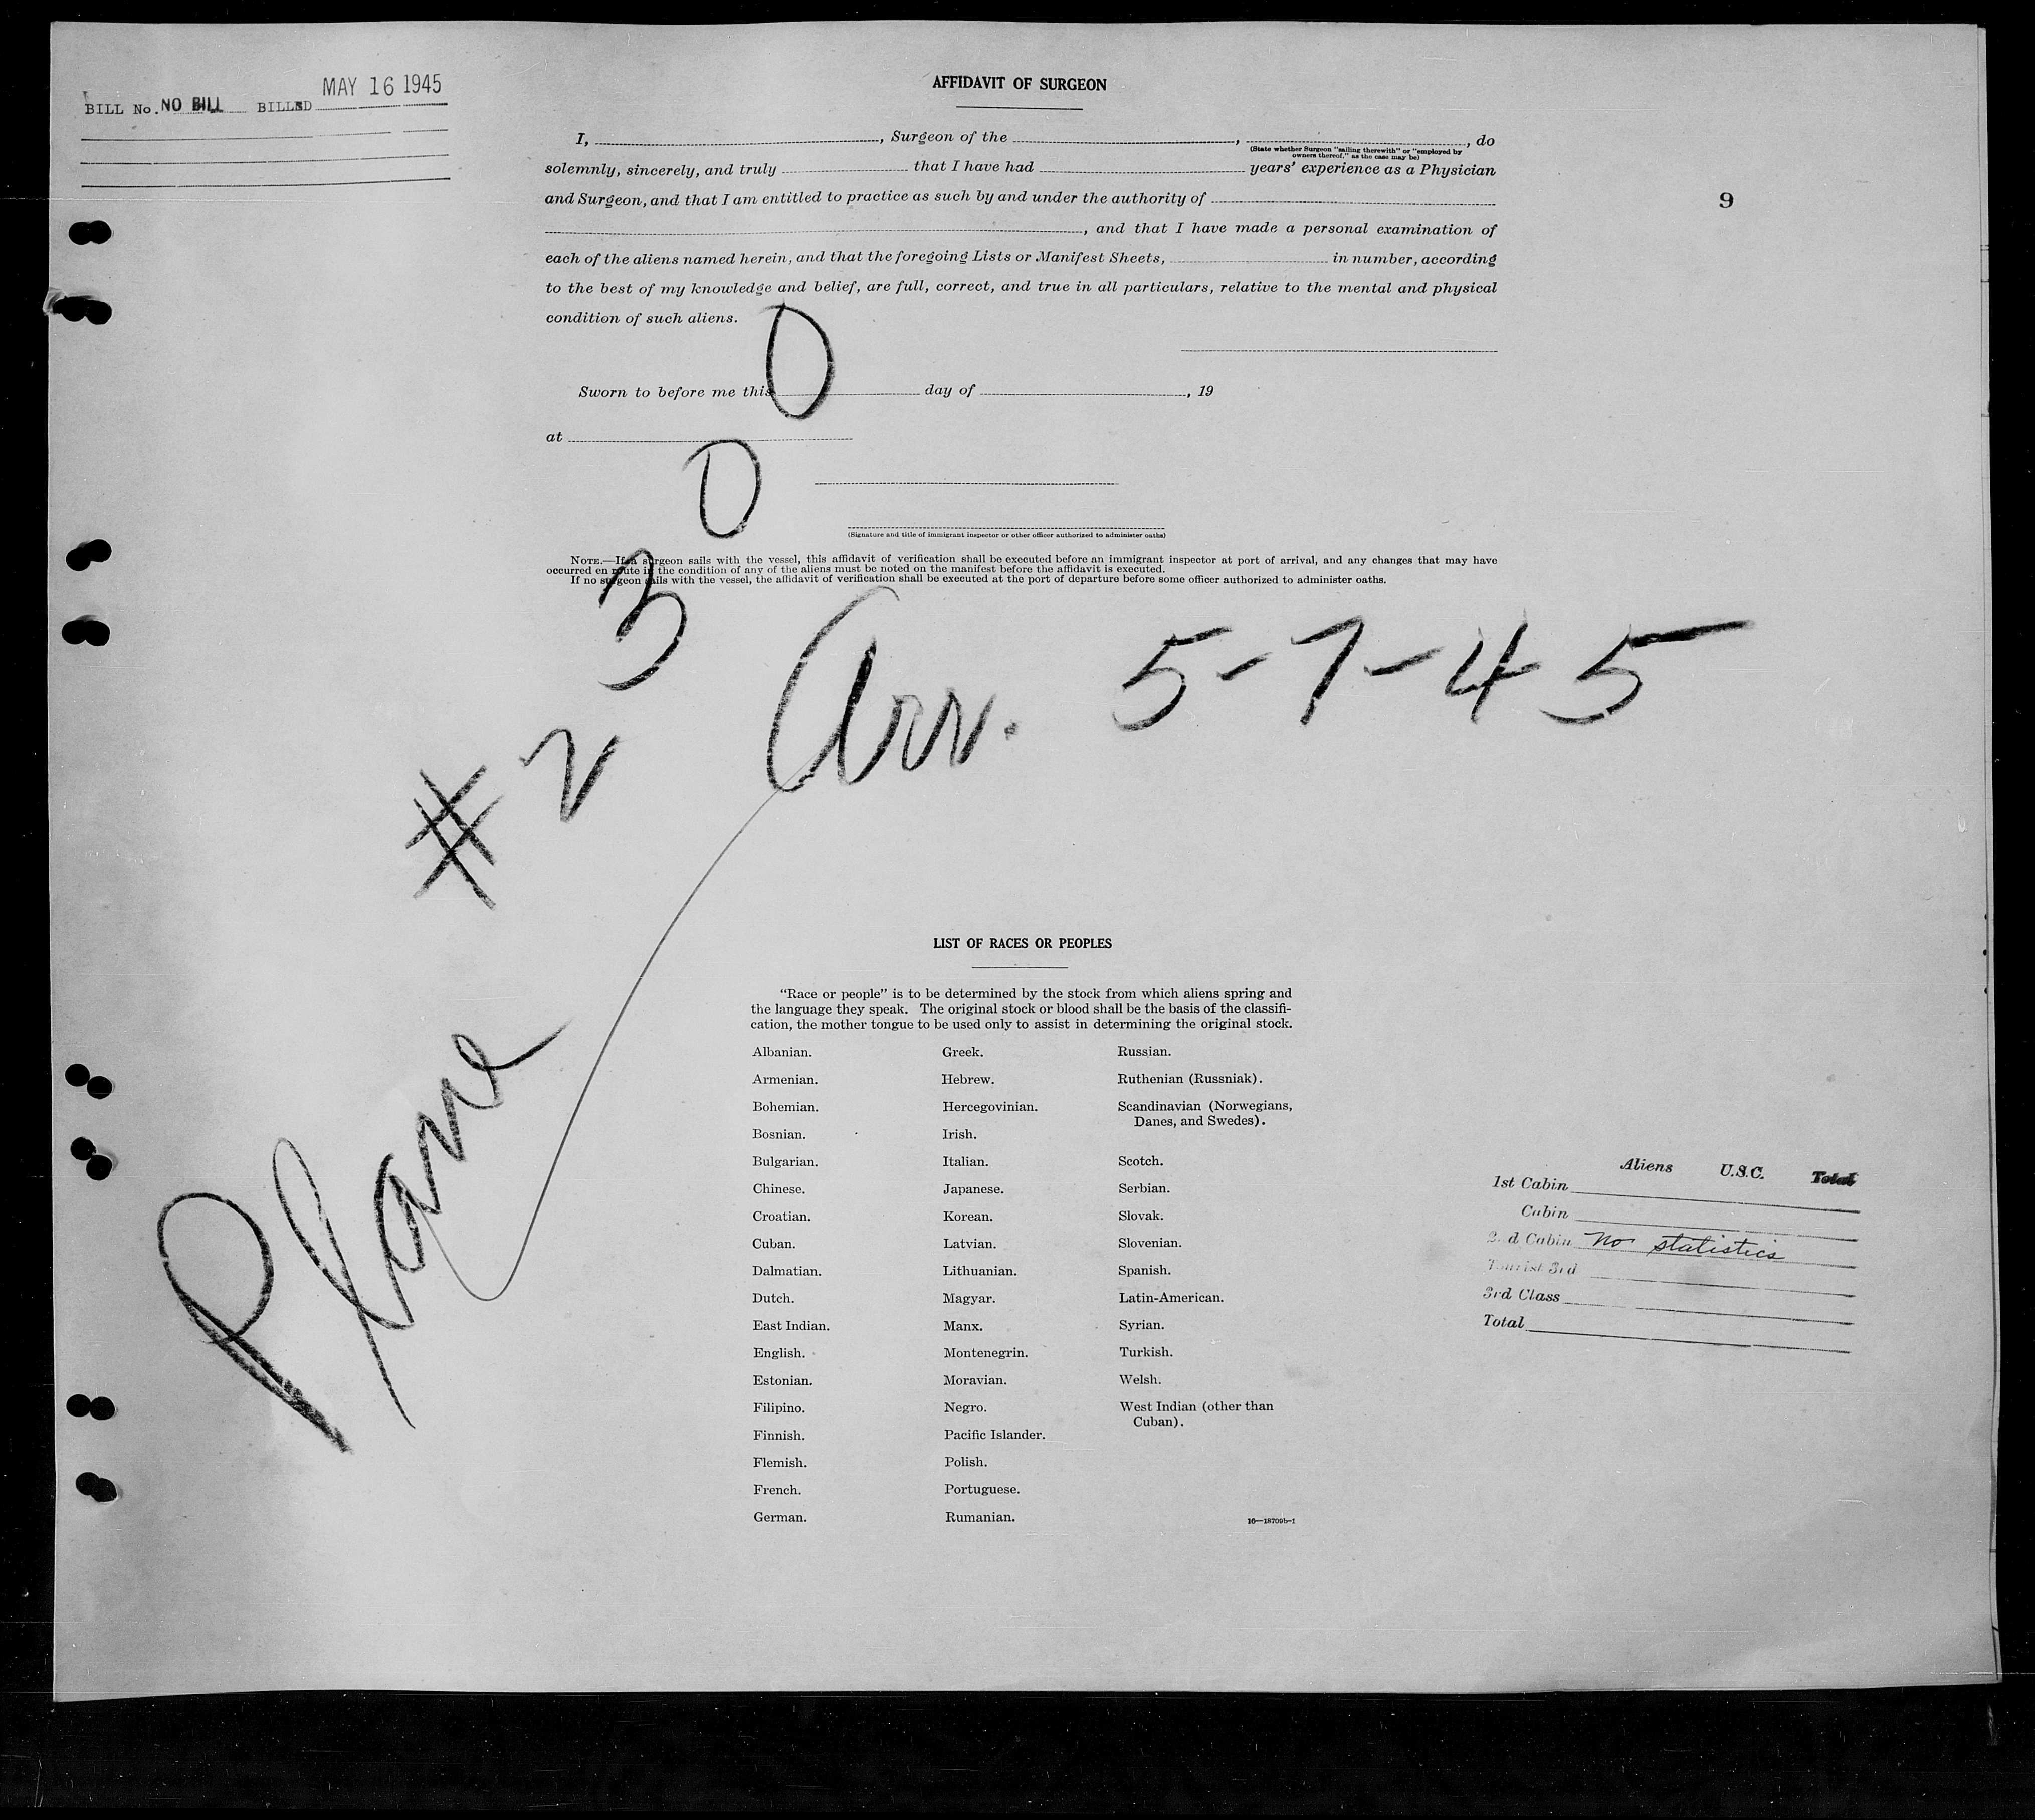 MAY 16 1945
BILL No. NO BILL BILLED
AFFIDAVIT OF SURGEON
I, , Surgeon of the , , do
(State whether Surgeon "sailing therewith" or "employed by
owners thereof," as the case may be)
solemnly, sincerely, and truly that I have had years' experience as a Physician
and Surgeon, and that I am entitled to practice as such by and under the authority of
, and that I have made a personal examination of
each of the aliens named herein, and that the foregoing Lists or Manifest Sheets, in number, according
to the best of my knowledge and belief, are full, correct, and true in all particulars, relative to the mental and physical
condition of such aliens.
9
Sworn to before me this day of , 19
at
(Signature and title of immigrant inspector or other officer authorized to administer oaths)
NOTE.—If a surgeon sails with the vessel, this affidavit of verification shall be executed before an immigrant inspector at port of arrival, and any changes that may have
occurred en route in the condition of any of the aliens must be noted on the manifest before the affidavit is executed.
If no surgeon sails with the vessel, the affidavit of verification shall be executed at the port of departure before some officer authorized to administer oaths.
Plane #2300
Arr. 5-7-45
LIST OF RACES OR PEOPLES
"Race or people" is to be determined by the stock from which aliens spring and
the language they speak. The original stock or blood shall be the basis of the classifi-
cation, the mother tongue to be used only to assist in determining the original stock.
Albanian.
Armenian.
Bohemian.
Bosnian.
Bulgarian.
Chinese.
Croatian.
Cuban.
Dalmatian.
Dutch.
East Indian.
English.
Estonian.
Filipino.
Finnish.
Flemish.
French.
German.
Greek.
Hebrew.
Hercegovinian.
Irish.
Italian.
Japanese.
Korean.
Latvian.
Lithuanian.
Magyar.
Manx.
Montenegrin.
Moravian.
Negro.
Pacific Islander.
Polish.
Portuguese.
Rumanian.
Russian.
Ruthenian (Russniak).
Scandinavian (Norwegians,
Danes, and Swedes).
Scotch.
Serbian.
Slovak.
Slovenian.
Spanish.
Latin-American.
Syrian.
Turkish.
Welsh.
West Indian (other than
Cuban).
16—18709b-1
Aliens U.S.C. Total
1st Cabin
Cabin
2nd Cabin No statistics
Tourist 3rd
3rd Class
Total